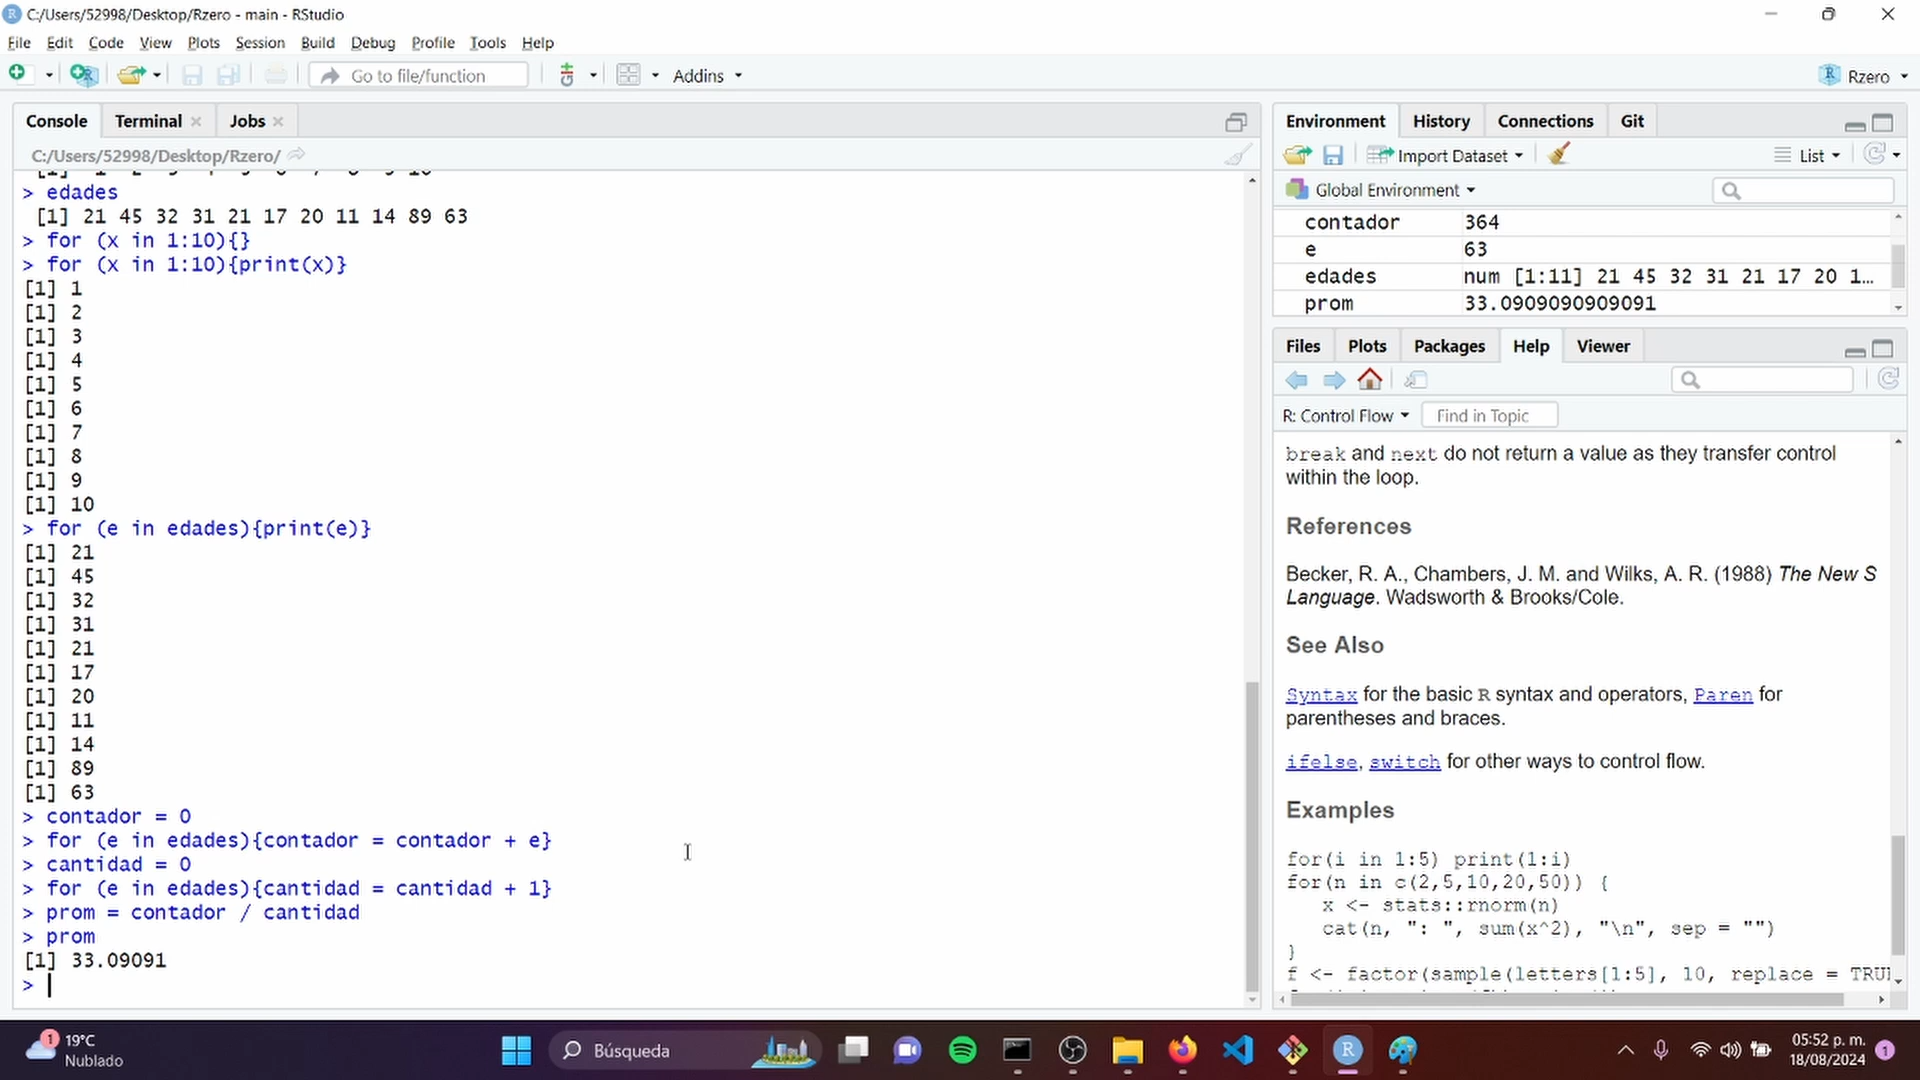 C:/Users/52998/Desktop/Rzero - main - RStudio
File Edit Code View Plots Session Build Debug Profile Tools Help
Go to file/function Addins Rzero
Console Terminal Jobs
C:/Users/52998/Desktop/Rzero/
> edades
[1] 21 45 32 31 21 17 20 11 14 89 63
> for (x in 1:10){}
> for (x in 1:10){print(x)}
[1] 1
[1] 2
[1] 3
[1] 4
[1] 5
[1] 6
[1] 7
[1] 8
[1] 9
[1] 10
> for (e in edades){print(e)}
[1] 21
[1] 45
[1] 32
[1] 31
[1] 21
[1] 17
[1] 20
[1] 11
[1] 14
[1] 89
[1] 63
> contador = 0
> for (e in edades){contador = contador + e}
> cantidad = 0
> for (e in edades){cantidad = cantidad + 1}
> prom = contador / cantidad
> prom
[1] 33.09091
>
Environment History Connections Git
Import Dataset List
Global Environment
contador 364
e 63
edades num [1:11] 21 45 32 31 21 17 20 1…
prom 33.0909090909091
Files Plots Packages Help Viewer
R: Control Flow Find in Topic
break and next do not return a value as they transfer control
within the loop.
References
Becker, R. A., Chambers, J. M. and Wilks, A. R. (1988) The New S
Language. Wadsworth & Brooks/Cole.
See Also
Syntax for the basic R syntax and operators, Paren for
parentheses and braces.
ifelse, switch for other ways to control flow.
Examples
for(i in 1:5) print(1:i)
for(n in c(2,5,10,20,50)) {
x <- stats::rnorm(n)
cat(n, ": ", sum(x^2), "\n", sep = "")
}
f <- factor(sample(letters[1:5], 10, replace = TRU
1 19°C
Nublado
Búsqueda
05:52 p. m.
18/08/2024
1